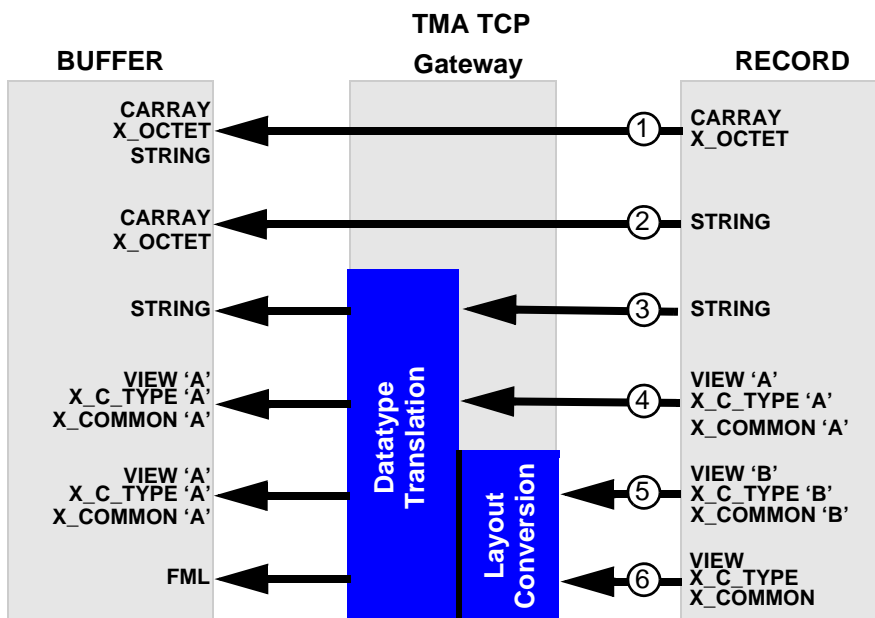 TMA TCP
Gateway
BUFFER
RECORD
CARRAY
X_OCTET
STRING
1
CARRAY
X_OCTET
CARRAY
X_OCTET
2
STRING
STRING
3
STRING
VIEW ‘A’
X_C_TYPE ‘A’
X_COMMON ‘A’
4
VIEW ‘A’
X_C_TYPE ‘A’
X_COMMON ‘A’
Datatype
Translation
VIEW ‘A’
X_C_TYPE ‘A’
X_COMMON ‘A’
Layout
Conversion
5
VIEW ‘B’
X_C_TYPE ‘B’
X_COMMON ‘B’
FML
6
VIEW
X_C_TYPE
X_COMMON